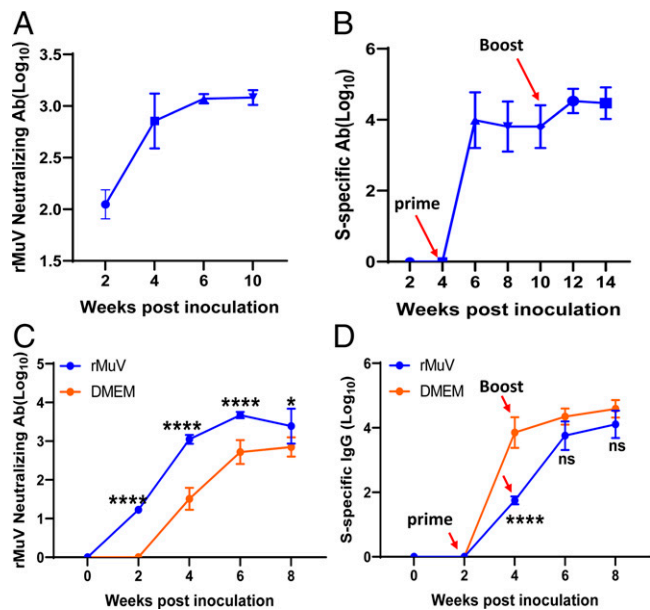 A
rMuV Neutralizing Ab(Log10)
3.5
3.0
2.5
2.0
1.5
2 4 6 10
Weeks post inoculation
B
S-specific Ab(Log10)
6
4
2
0
Boost
prime
2 4 6 8 10 12 14
Weeks post inoculation
C
rMuV Neutralizing Ab(Log10)
5
4
3
2
1
0
rMuV
DMEM
**** **** **** *
0 2 4 6 8
Weeks post inoculation
D
S-specific IgG (Log10)
6
4
2
0
rMuV
DMEM
Boost
prime
**** ns ns
0 2 4 6 8
Weeks post inoculation